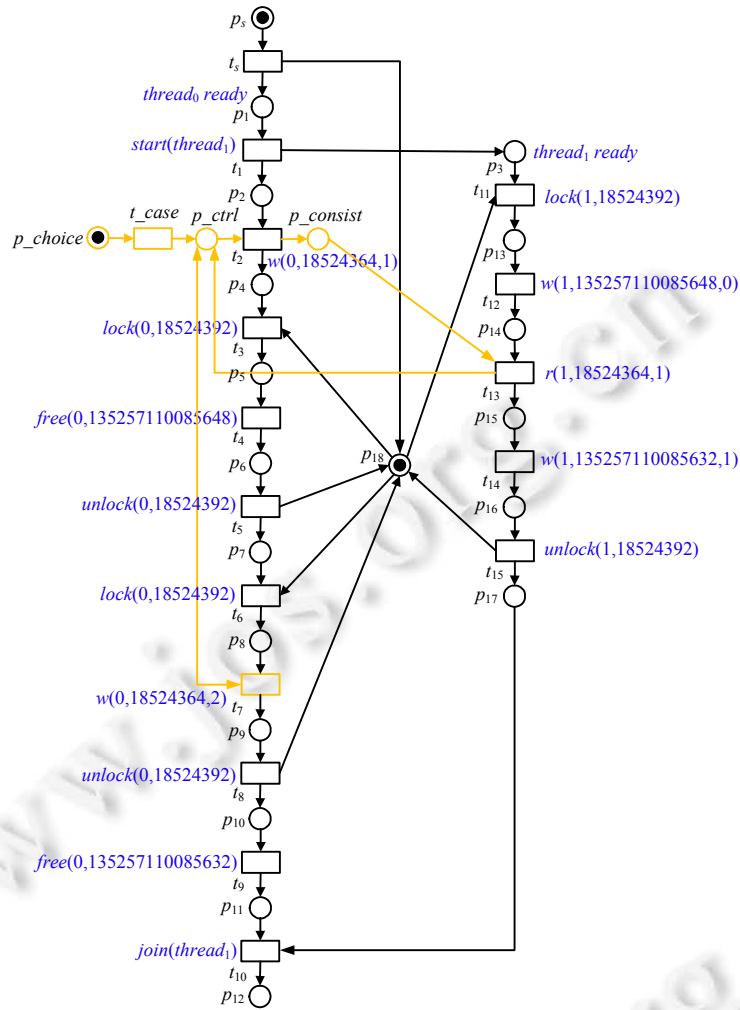 p_s
t_s
thread_0 ready
p_1
start(thread_1)
t_1
p_3
thread_1 ready
p_2
t_11
lock(1,18524392)
t_case
p_ctrl
p_consist
p_choice
t_2
w(0,18524364,1)
p_13
p_4
w(1,135257110085648,0)
t_12
lock(0,18524392)
t_3
p_14
p_5
r(1,18524364,1)
t_13
free(0,135257110085648)
t_4
p_15
p_6
p_18
w(1,135257110085632,1)
t_14
unlock(0,18524392)
t_5
p_16
p_7
unlock(1,18524392)
t_15
lock(0,18524392)
t_6
p_17
p_8
w(0,18524364,2)
t_7
p_9
unlock(0,18524392)
t_8
p_10
free(0,135257110085632)
t_9
p_11
join(thread_1)
t_10
p_12
www.jos.org.cn